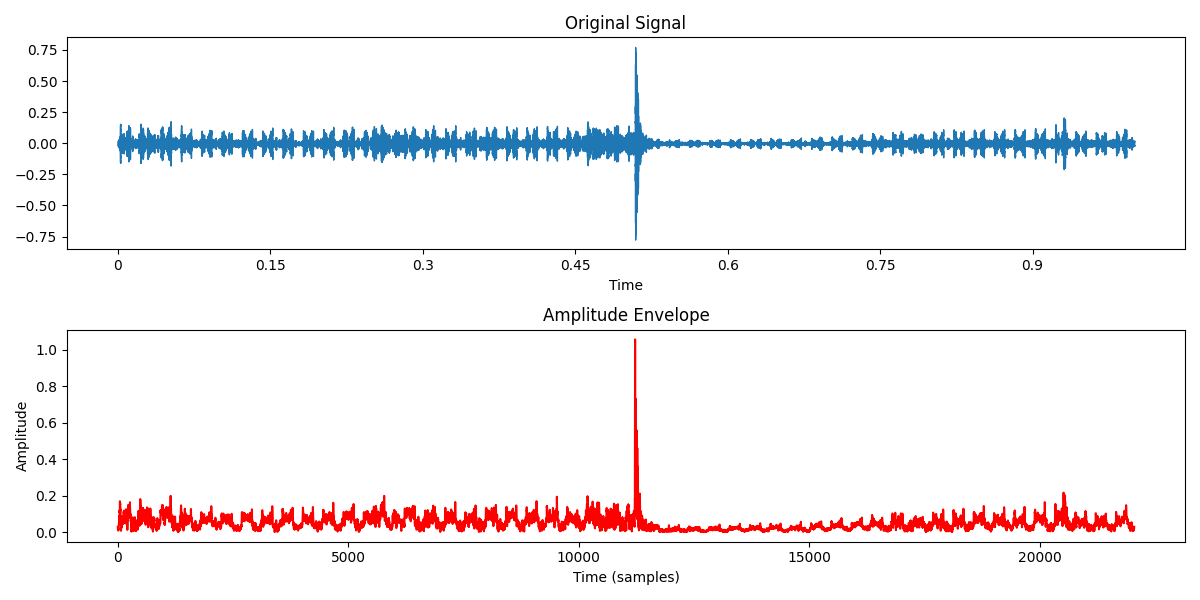 Original Signal
0.75
0.50
0.25
0.00
−0.25
−0.50
−0.75
0 0.15 0.3 0.45 0.6 0.75 0.9
Time
Amplitude Envelope
1.0
0.8
0.6
0.4
0.2
0.0
Amplitude
0 5000 10000 15000 20000
Time (samples)